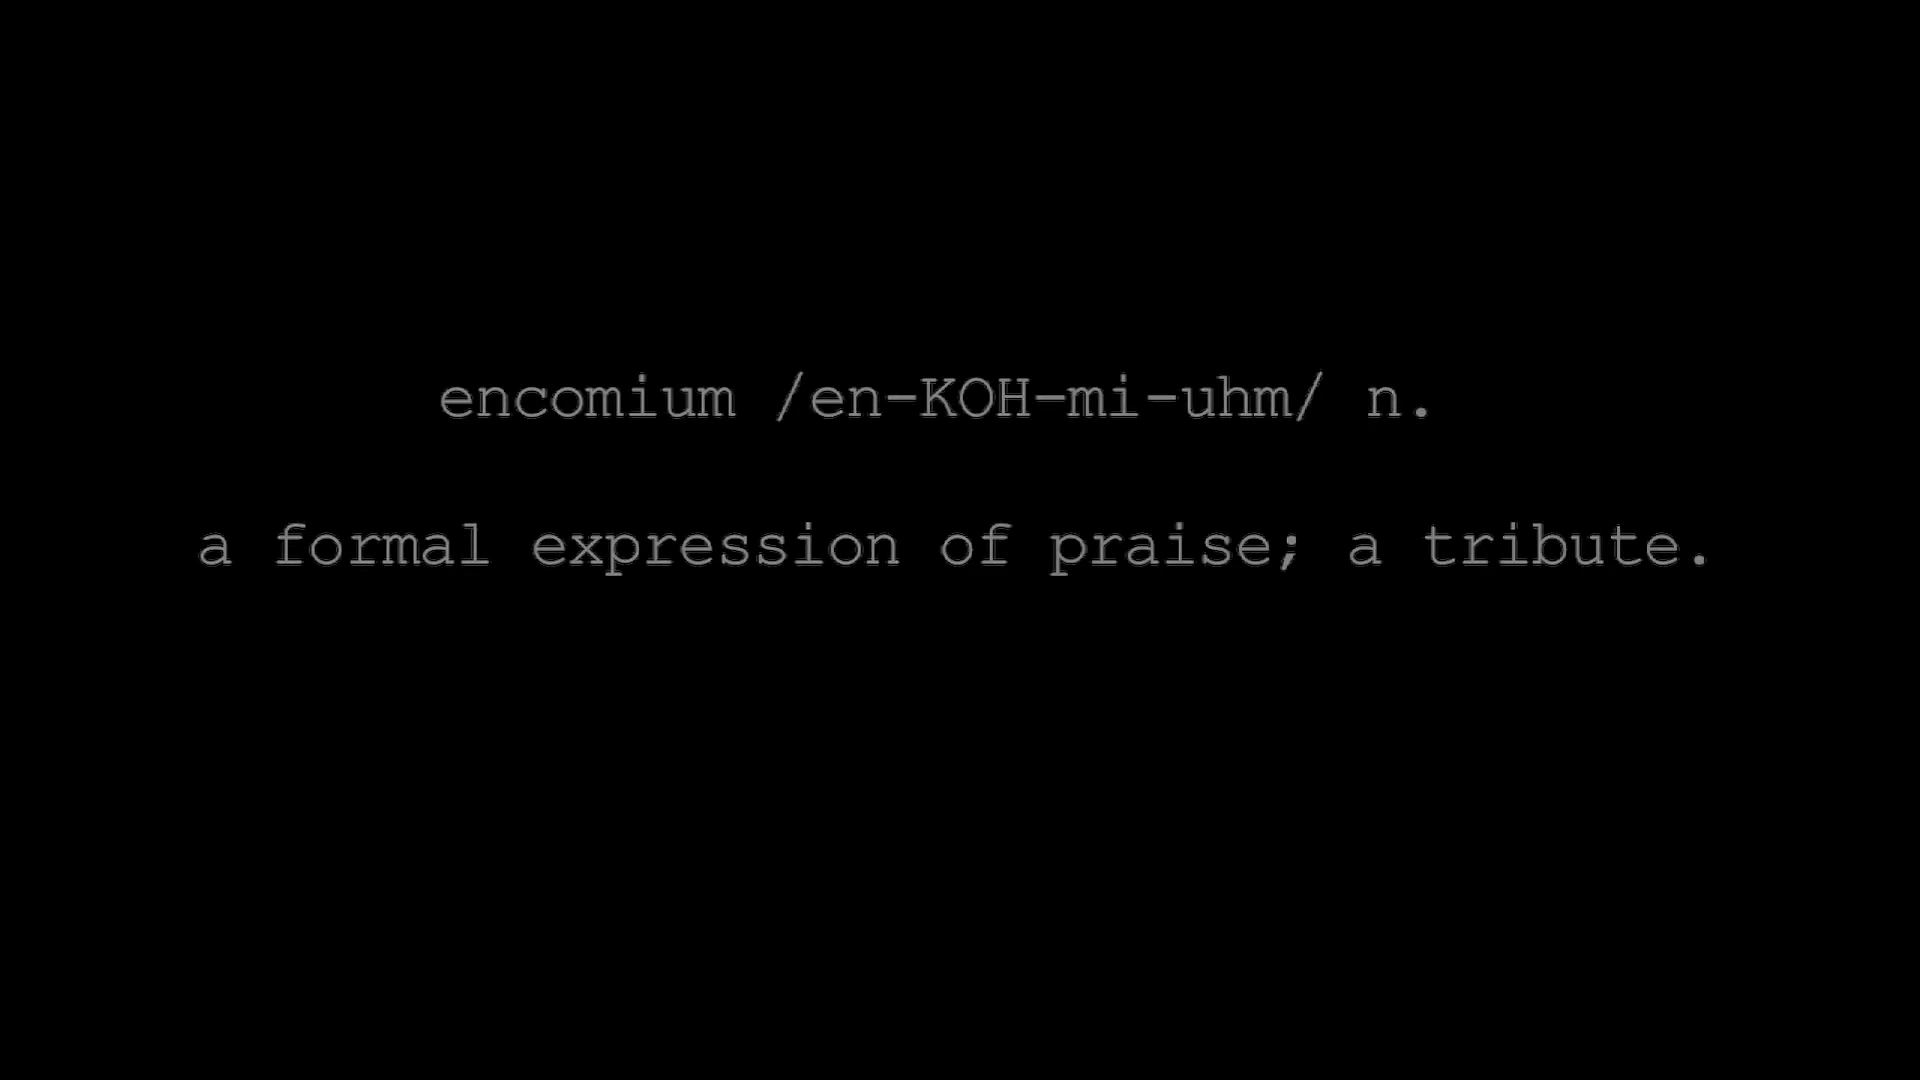 encomium /en-KOH-mi-uhm/ n.
a formal expression of praise; a tribute.